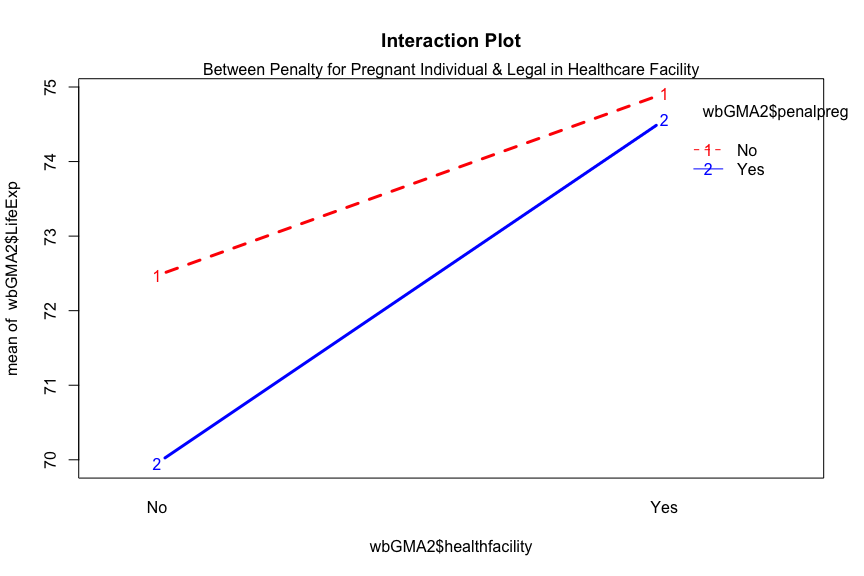 Interaction Plot
Between Penalty for Pregnant Individual & Legal in Healthcare Facility
mean of  wbGMA2$LifeExp
75
74
73
72
71
70
1
2
1
2
wbGMA2$penalpreg
1 No
2 Yes
No Yes
wbGMA2$healthfacility